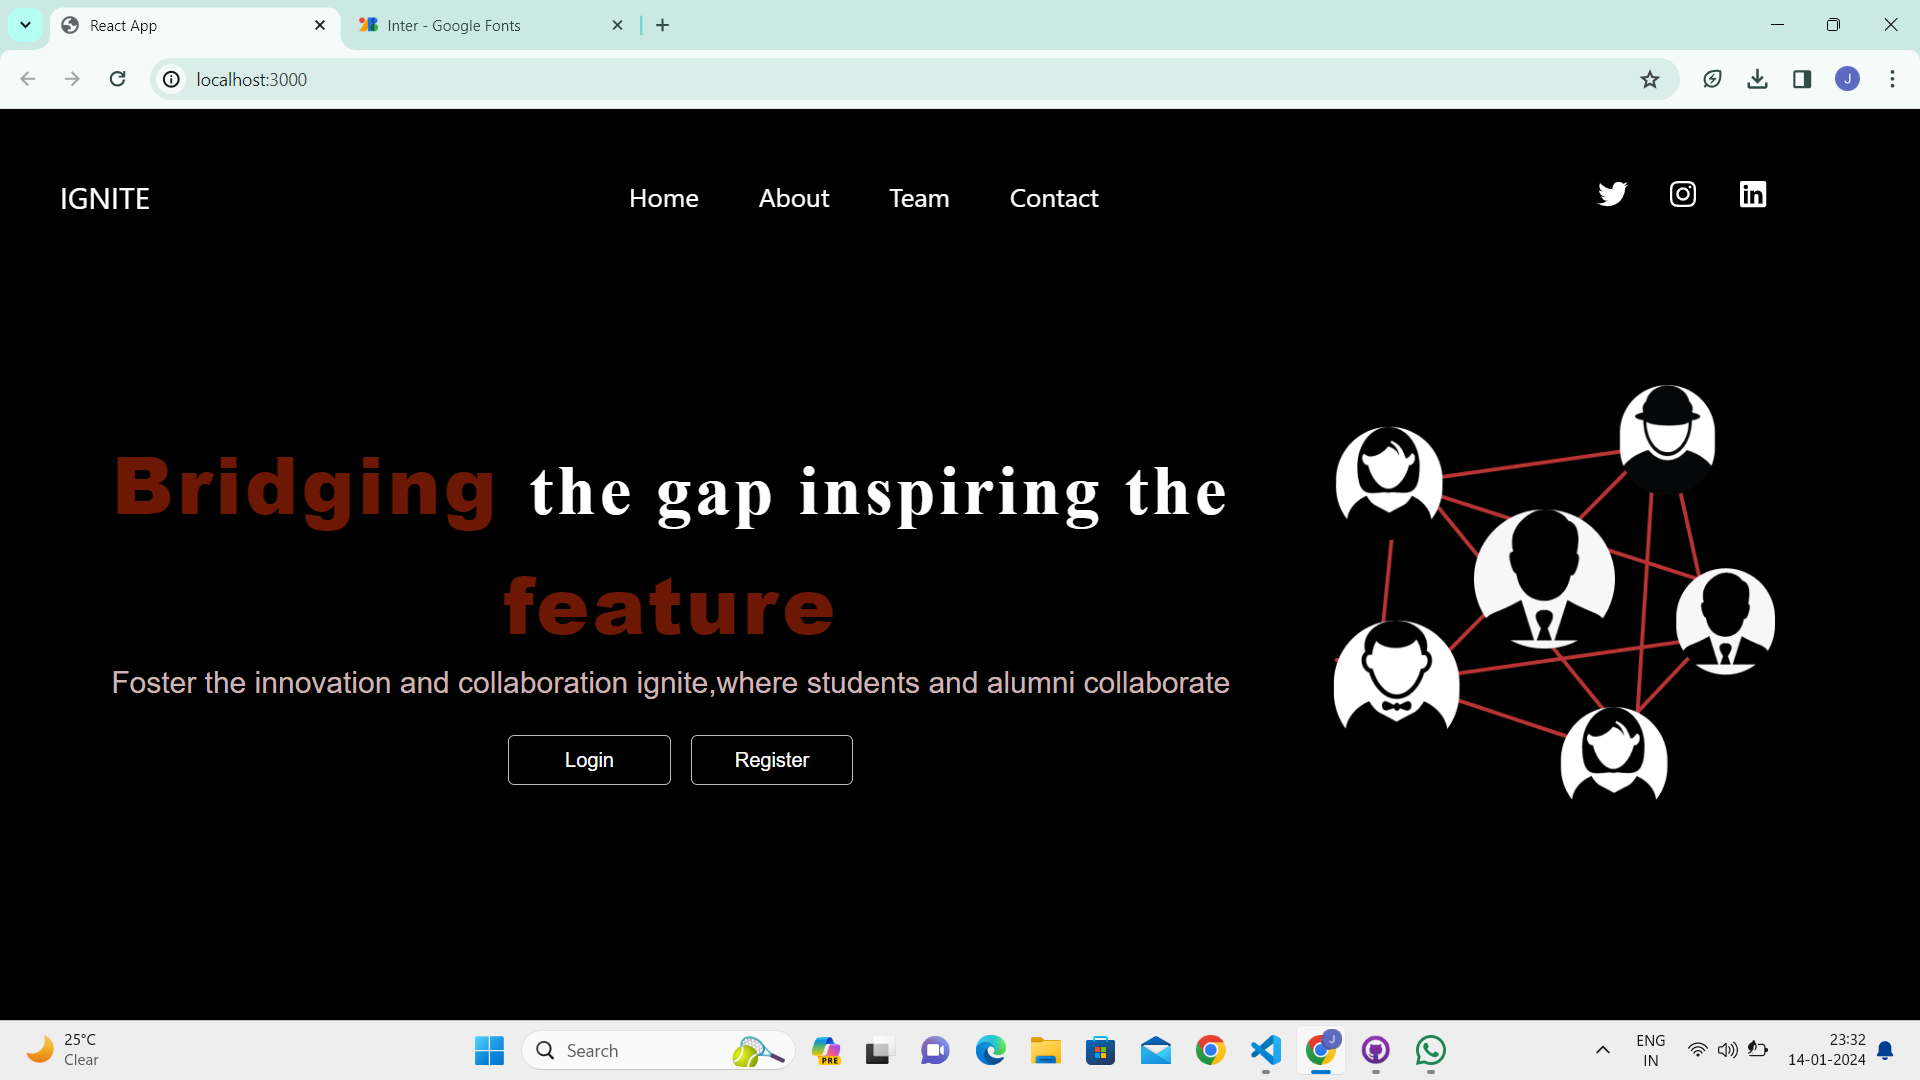 React App
Inter - Google Fonts
localhost:3000
J
IGNITE
Home About Team Contact
in
Bridging the gap inspiring the
feature
Foster the innovation and collaboration ignite,where students and alumni collaborate
Login Register
25°C
Clear
Search
PRE
J
ENG
IN
23:32
14-01-2024